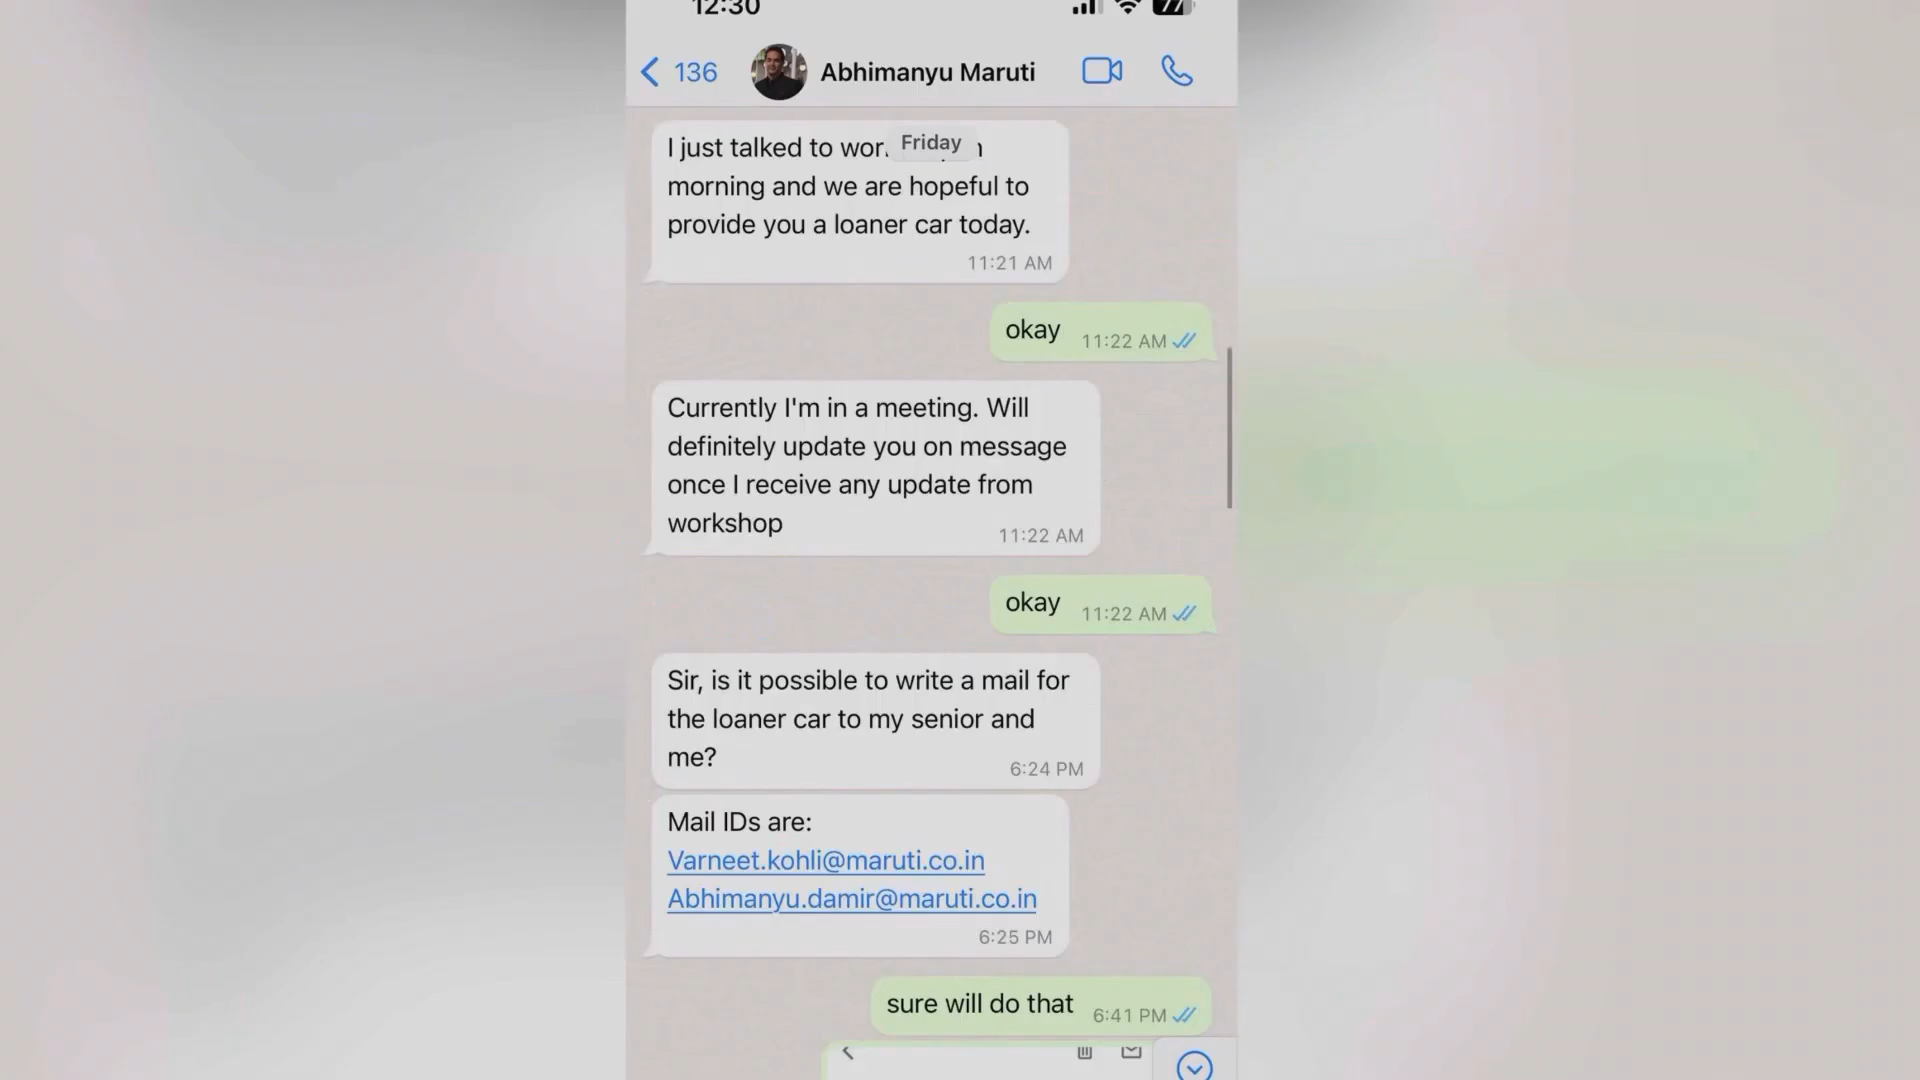 12:30
77
136
Abhimanyu Maruti
Friday
I just talked to
morning and we are hopeful to
provide you a loaner car today.
11:21 AM
okay 11:22 AM
Currently I'm in a meeting. Will
definitely update you on message
once I receive any update from
workshop
11:22 AM
okay 11:22 AM
Sir, is it possible to write a mail for
the loaner car to my senior and
me?
6:24 PM
Mail IDs are:
Varneet.kohli@maruti.co.in
Abhimanyu.damir@maruti.co.in
6:25 PM
sure will do that 6:41 PM